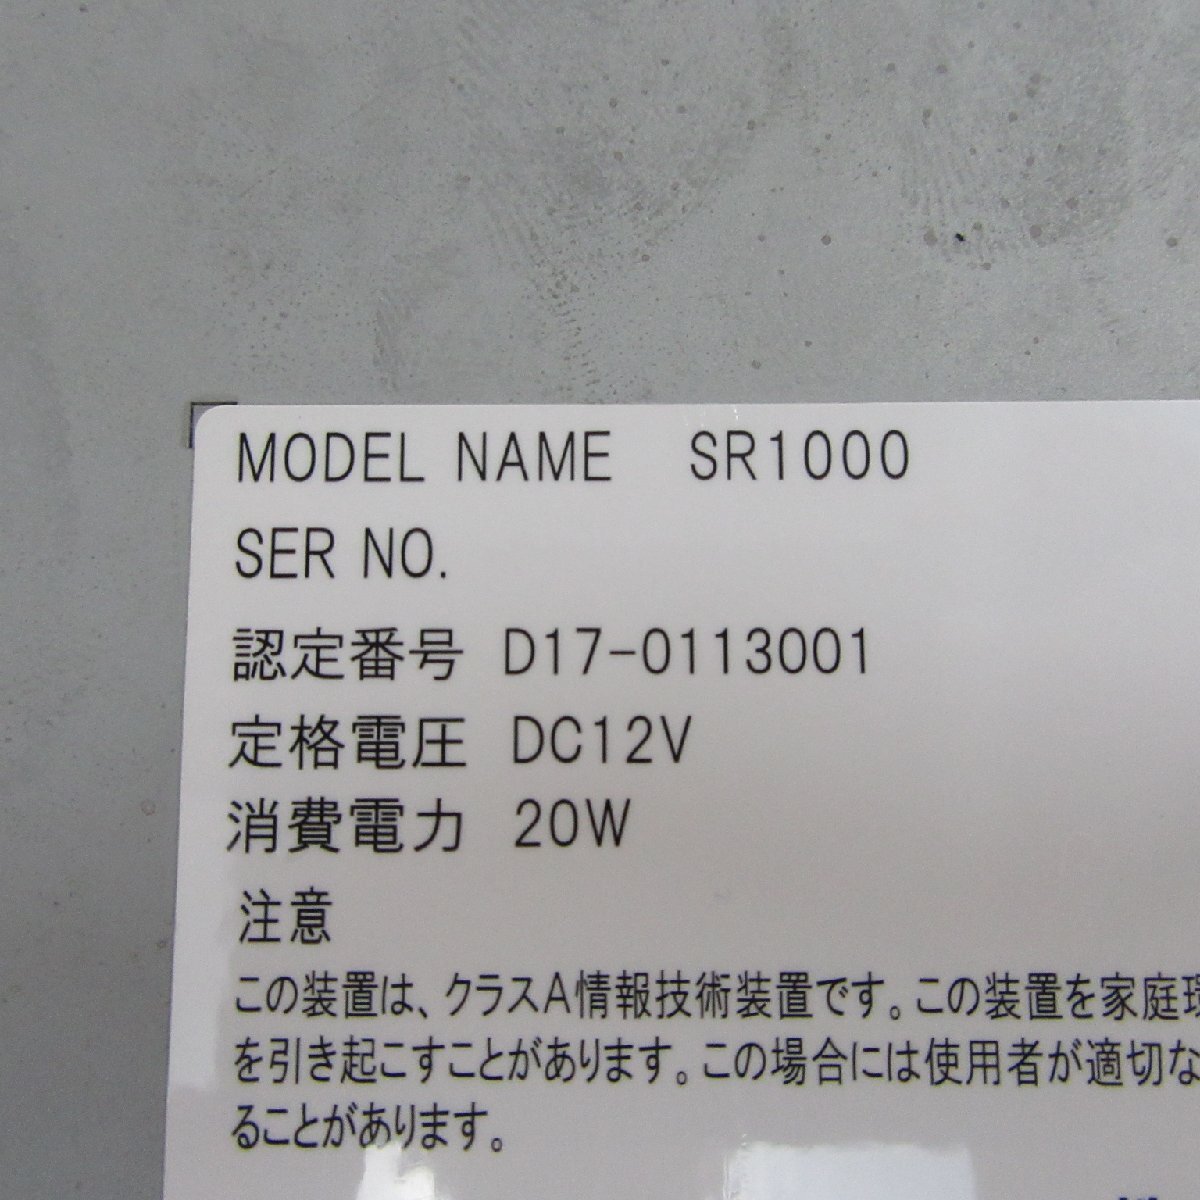 MODEL NAME SR1000
SER NO.
認定番号 D17-0113001
定格電圧 DC12V
消費電力 20W
注意
この装置は、クラスA情報技術装置です。この装置を家庭環
を引き起こすことがあります。この場合には使用者が適切な
ることがあります。